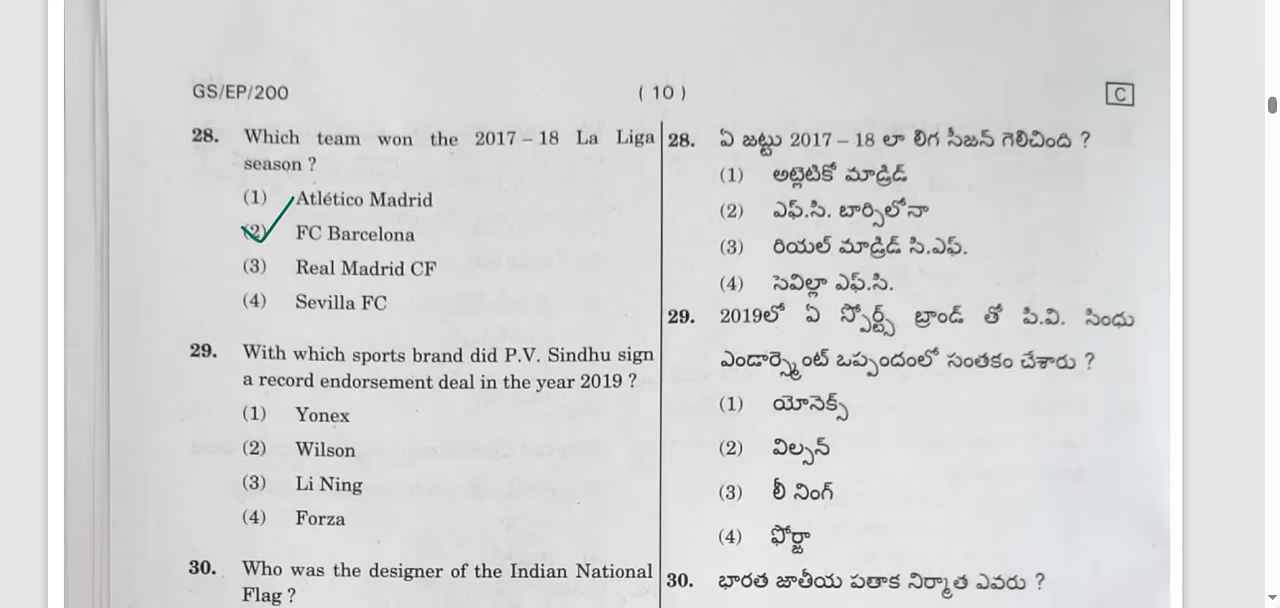 GS/EP/200
( 10 )
C
28. Which team won the 2017 – 18 La Liga
season ?
(1) Atlético Madrid
(2) FC Barcelona
(3) Real Madrid CF
(4) Sevilla FC
29. With which sports brand did P.V. Sindhu sign
a record endorsement deal in the year 2019 ?
(1) Yonex
(2) Wilson
(3) Li Ning
(4) Forza
30. Who was the designer of the Indian National
Flag ?
28. ఏ జట్టు 2017 – 18 లా లిగ సీజన్ గెలిచింది ?
(1) అట్లెటికో మాడ్రిడ్
(2) ఎఫ్.సి. బార్సిలోనా
(3) రియల్ మాడ్రిడ్ సి.ఎఫ్.
(4) సెవిల్లా ఎఫ్.సి.
29. 2019లో ఏ స్పోర్ట్స్ బ్రాండ్ తో పి.వి. సింధు
ఎండార్స్మెంట్ ఒప్పందంలో సంతకం చేశారు ?
(1) యోనెక్స్
(2) విల్సన్
(3) లీ నింగ్
(4) ఫోర్జా
30. భారత జాతీయ పతాక నిర్మాత ఎవరు ?